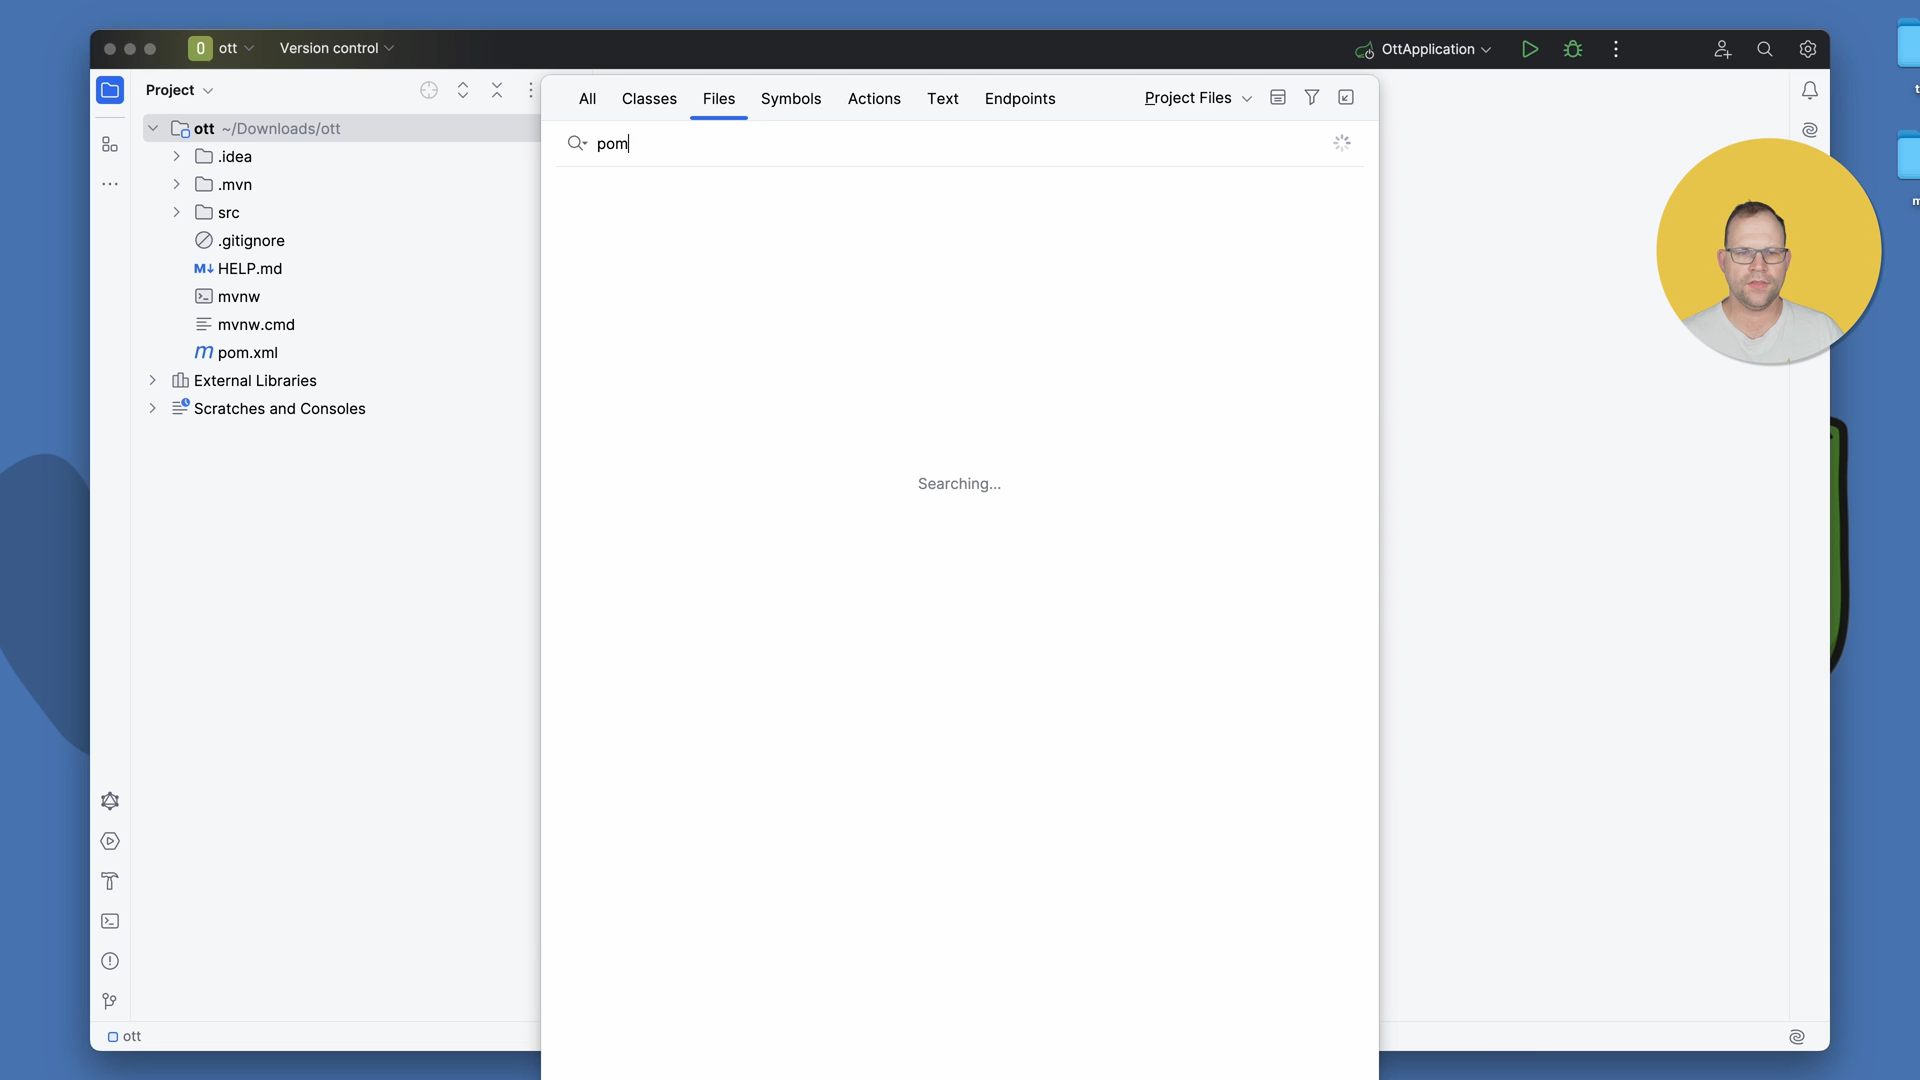 O ott Version control OttApplication
Project
All Classes Files Symbols Actions Text Endpoints Project Files
pom
ott ~/Downloads/ott
.idea
.mvn
src
.gitignore
M↓ HELP.md
mvnw
mvnw.cmd
m pom.xml
External Libraries
Scratches and Consoles
Searching...
ott
t
m